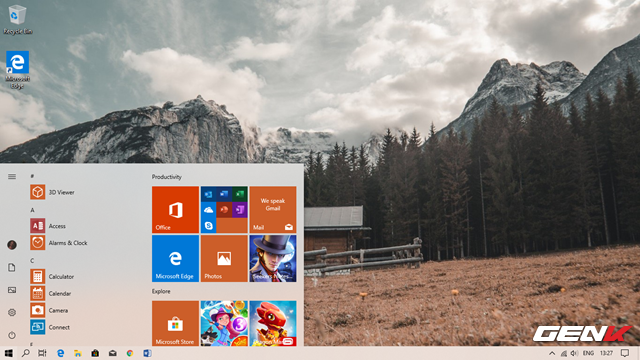 Recycle Bin
Microsoft
Edge
#
3D Viewer
A
Access
Alarms & Clock
C
Calculator
Calendar
Camera
Connect
Productivity
Office
We speak
Gmail
Mail
Microsoft Edge
Photos
Explore
Microsoft Store
ENG
13:27
GENK